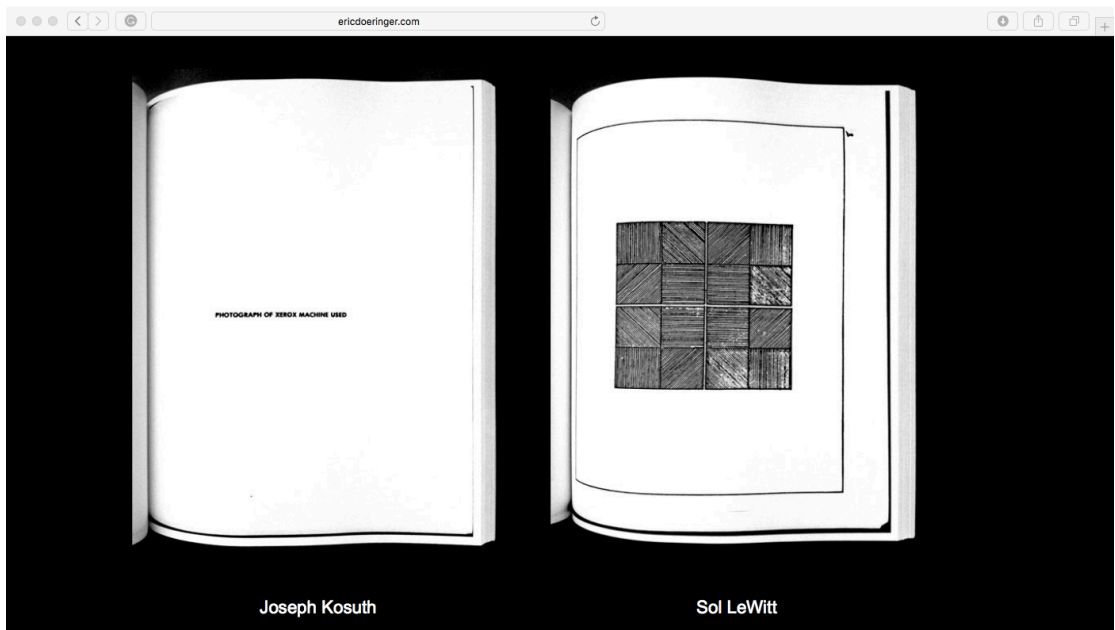 ericdoeringer.com
PHOTOGRAPH OF XEROX MACHINE USED
Joseph Kosuth
Sol LeWitt